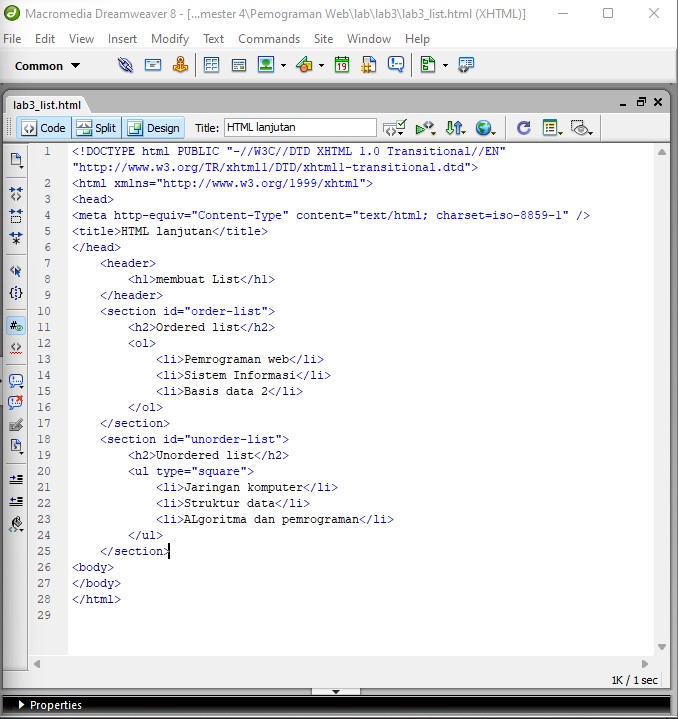 Macromedia Dreamweaver 8 - [...mester 4\Pemograman Web\lab\lab3\lab3_list.html (XHTML)]
File Edit View Insert Modify Text Commands Site Window Help
Common
19
lab3_list.html
Code Split Design Title: HTML lanjutan
1 <!DOCTYPE html PUBLIC "-//W3C//DTD XHTML 1.0 Transitional//EN"
"http://www.w3.org/TR/xhtml1/DTD/xhtml1-transitional.dtd">
2 <html xmlns="http://www.w3.org/1999/xhtml">
3 <head>
4 <meta http-equiv="Content-Type" content="text/html; charset=iso-8859-1" />
5 <title>HTML lanjutan</title>
6 </head>
7 <header>
8 <h1>membuat List</h1>
9 </header>
10 <section id="order-list">
11 <h2>Ordered list</h2>
12 <ol>
13 <li>Pemrograman web</li>
14 <li>Sistem Informasi</li>
15 <li>Basis data 2</li>
16 </ol>
17 </section>
18 <section id="unorder-list">
19 <h2>Unordered list</h2>
20 <ul type="square">
21 <li>Jaringan komputer</li>
22 <li>Struktur data</li>
23 <li>ALgoritma dan pemrograman</li>
24 </ul>
25 </section>
26 <body>
27 </body>
28 </html>
29
1K / 1 sec
Properties